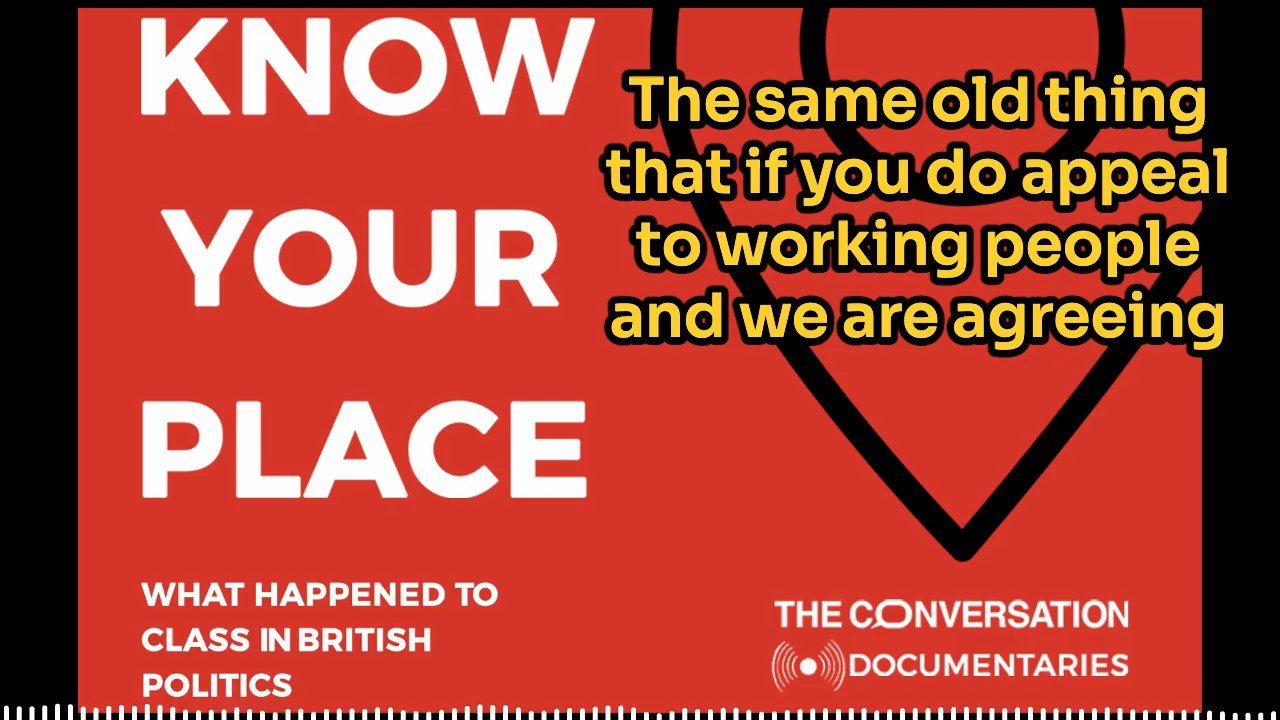 KNOW
YOUR
PLACE
The same old thing
that if you do appeal
to working people
and we are agreeing
WHAT HAPPENED TO
CLASS IN BRITISH
POLITICS
THE CONVERSATION
DOCUMENTARIES